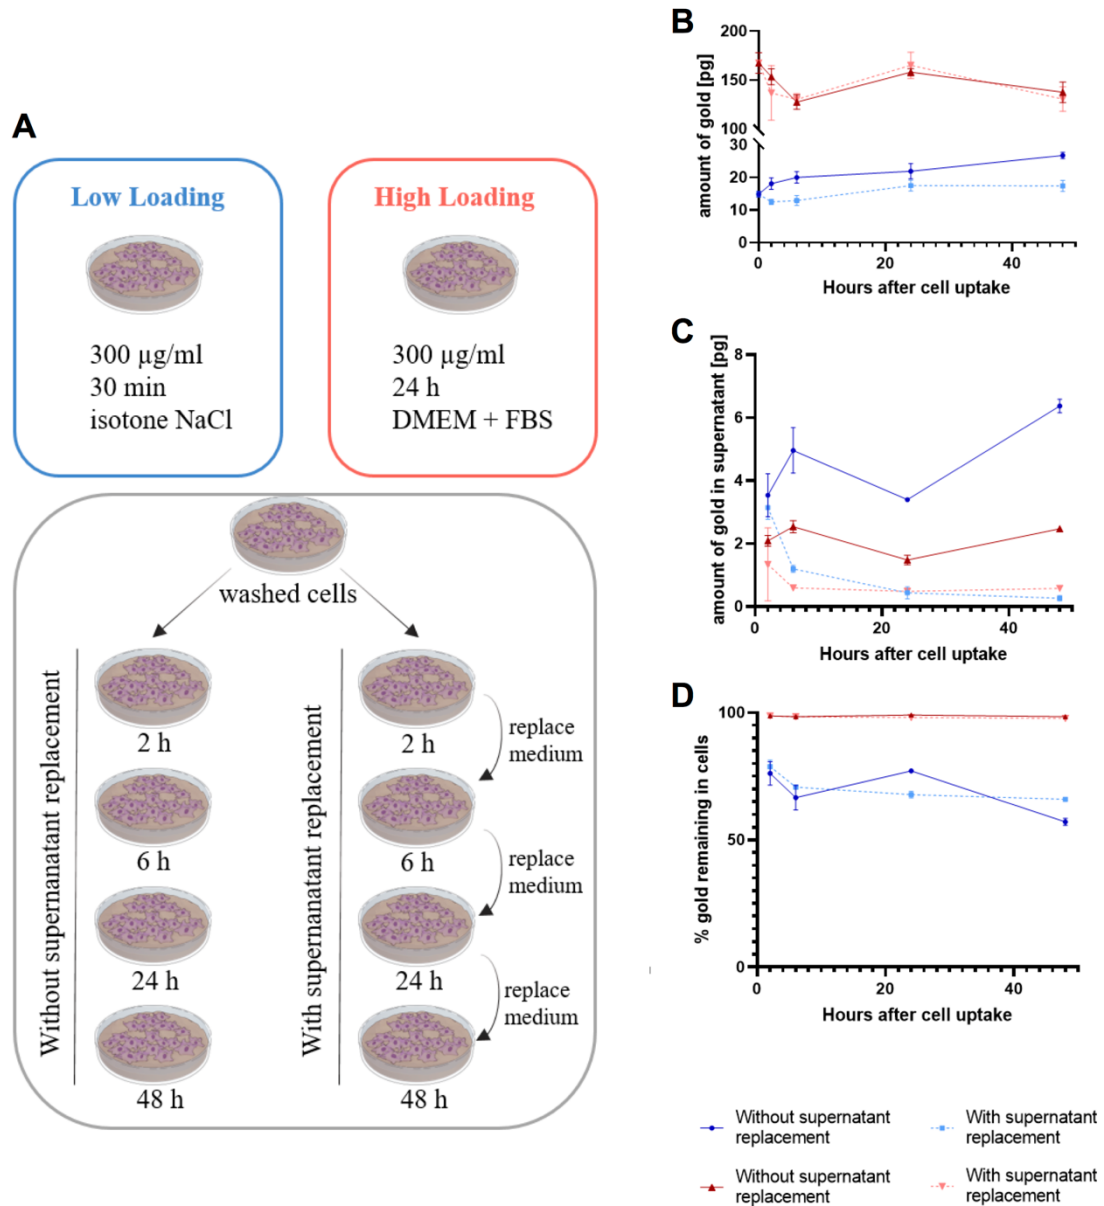 A
Low Loading
300 µg/ml
30 min
isotone NaCl
High Loading
300 µg/ml
24 h
DMEM + FBS
washed cells
Without supernanatant replacement
2 h
6 h
24 h
48 h
With supernanatant replacement
2 h
replace
medium
6 h
replace
medium
24 h
replace
medium
48 h
B
amount of gold [pg]
200
150
100
30
20
10
0
0
20
40
Hours after cell uptake
C
amount of gold in supernatant [pg]
8
6
4
2
0
0
20
40
Hours after cell uptake
D
% gold remaining in cells
100
50
0
0
20
40
Hours after cell uptake
Without supernatant
replacement
With supernatant
replacement
Without supernatant
replacement
With supernatant
replacement